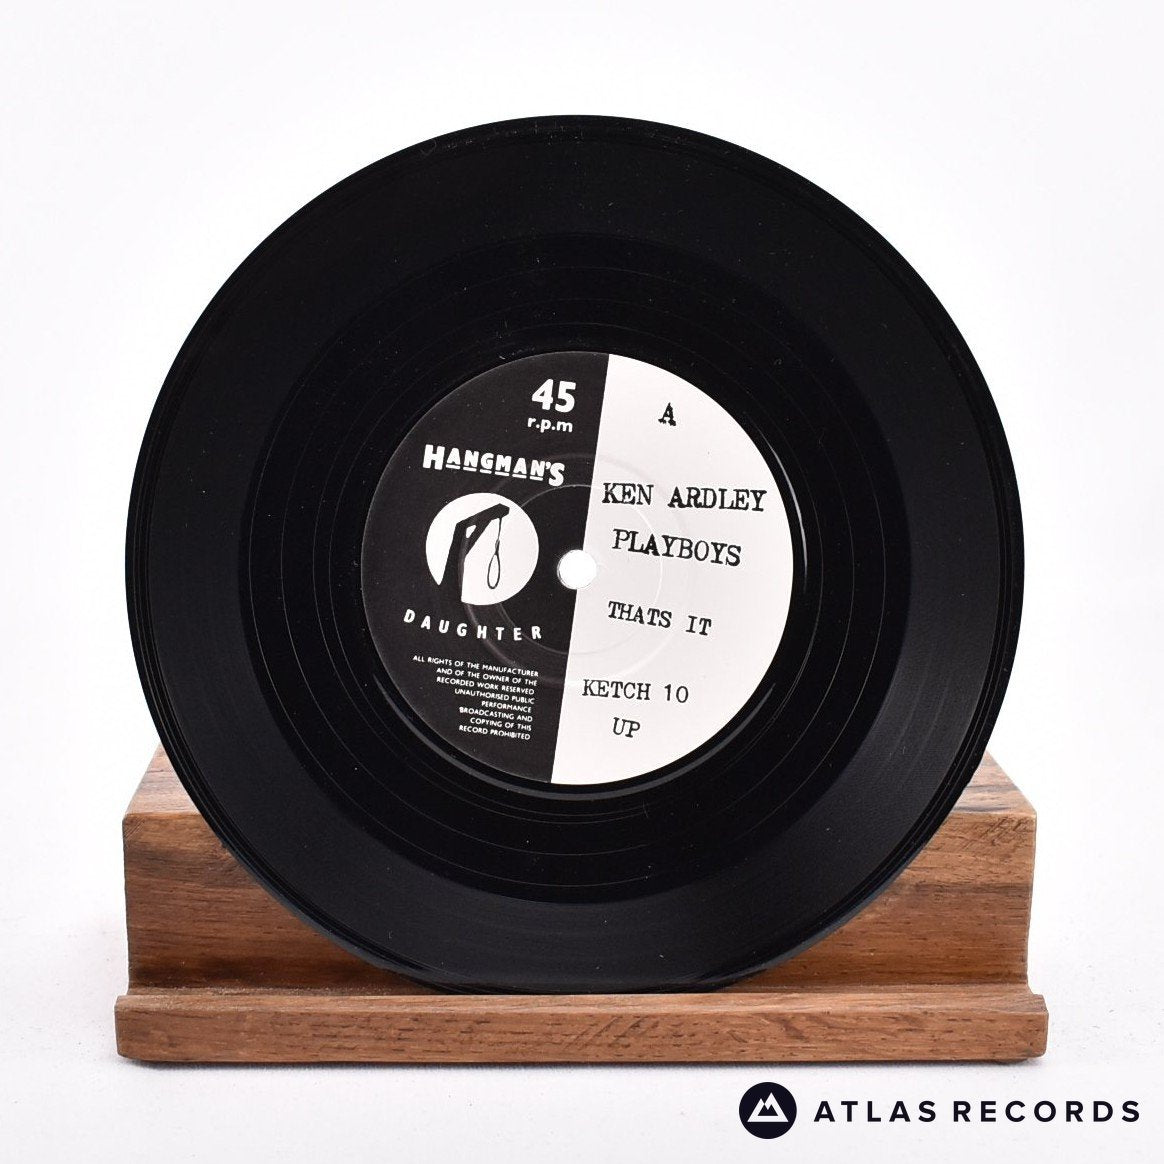 45
r.p.m
HANGMAN'S
DAUGHTER
ALL RIGHTS OF THE MANUFACTURER
AND OF THE OWNER OF THE
RECORDED WORK RESERVED
UNAUTHORISED PUBLIC
PERFORMANCE
BROADCASTING AND
COPYING OF THIS
RECORD PROHIBITED
A
KEN ARDLEY
PLAYBOYS
THATS IT
KETCH 10
UP
ATLAS RECORDS